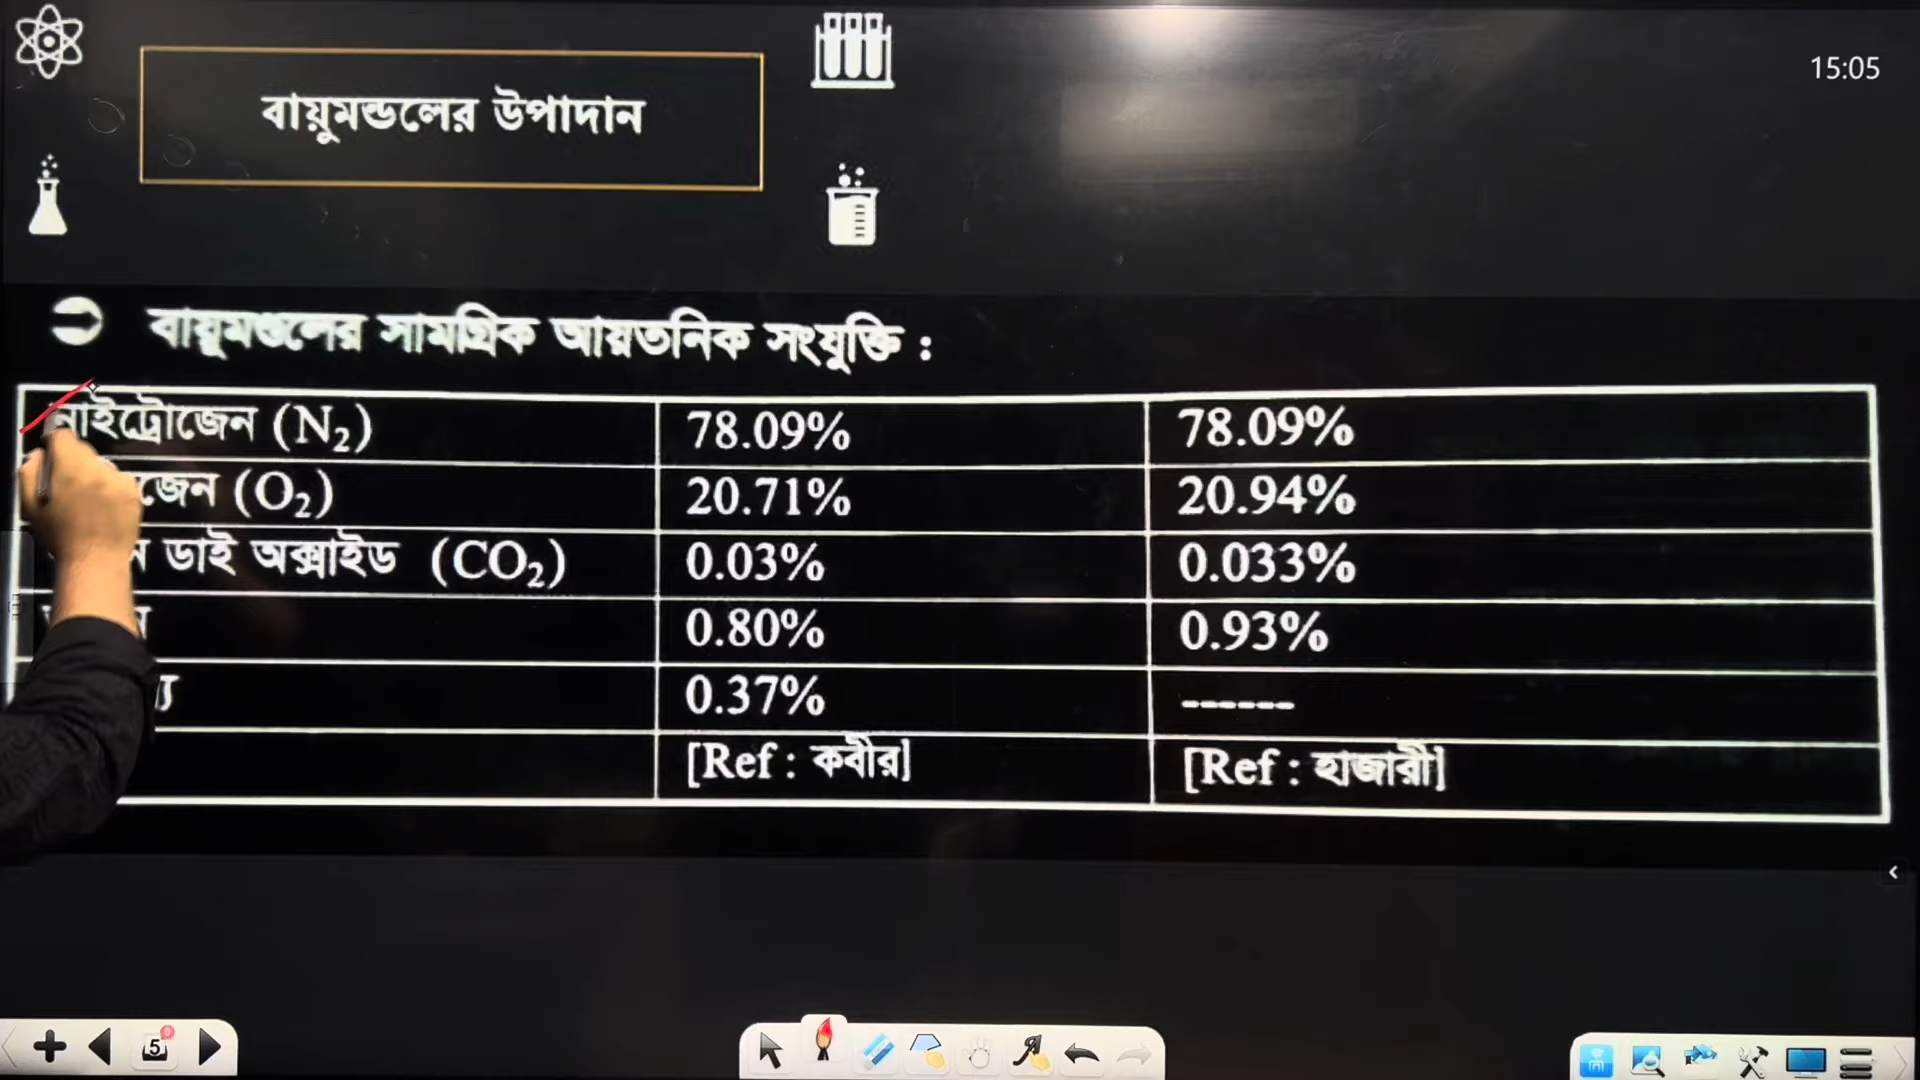 15:05
বায়ুমন্ডলের উপাদান
বায়ুমণ্ডলের সামগ্রিক আয়তনিক সংযুক্তি :
নাইট্রোজেন (N₂) 78.09% 78.09%
জেন (O₂) 20.71% 20.94%
ন ডাই অক্সাইড (CO₂) 0.03% 0.033%
ন 0.80% 0.93%
্য 0.37% ------
[Ref : কবীর] [Ref : হাজারী]
5